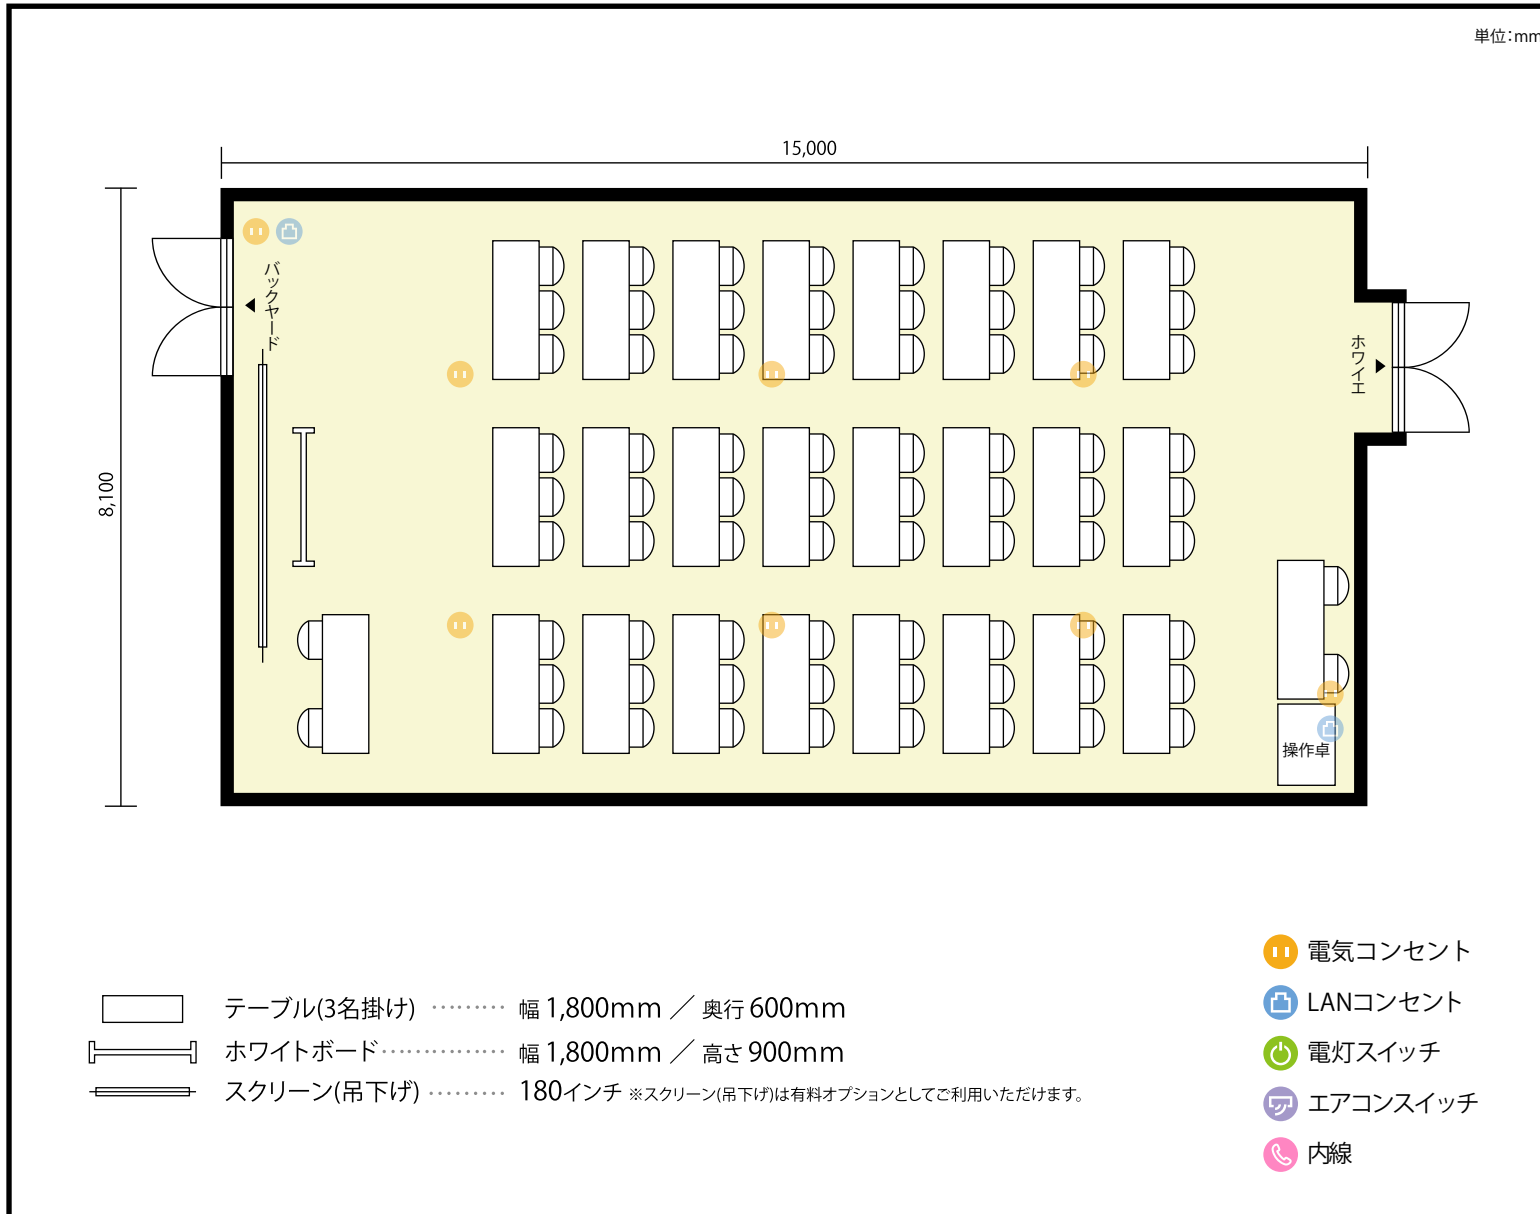 単位：mm
15,000
8,100
バックヤード
ホワイエ
操作卓
テーブル(3名掛け) ········· 幅 1,800mm ／ 奥行 600mm
ホワイトボード ··············· 幅 1,800mm ／ 高さ 900mm
スクリーン(吊下げ) ········· 180インチ ※スクリーン(吊下げ)は有料オプションとしてご利用いただけます。
電気コンセント
LANコンセント
電灯スイッチ
エアコンスイッチ
内線